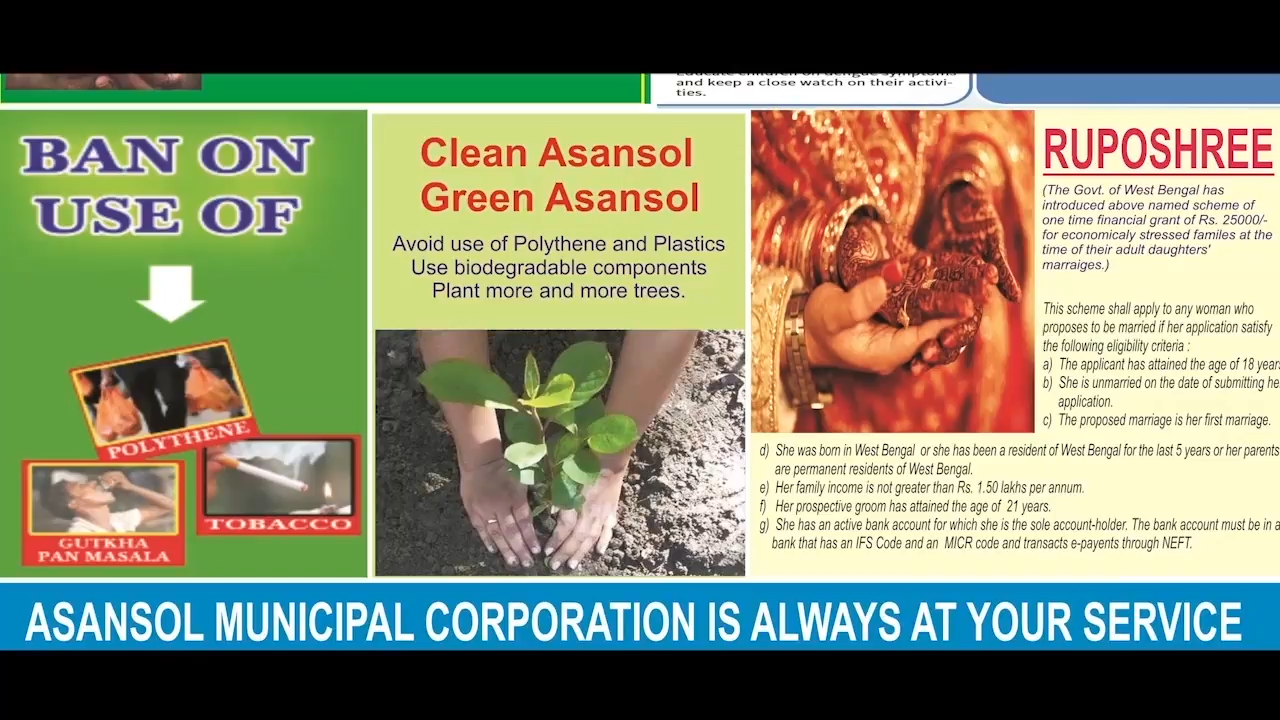 Educate children on dengue symptoms
and keep a close watch on their activi-
ties.
BAN ON
USE OF
POLYTHENE
TOBACCO
GUTKHA
PAN MASALA
Clean Asansol
Green Asansol
Avoid use of Polythene and Plastics
Use biodegradable components
Plant more and more trees.
RUPOSHREE
(The Govt. of West Bengal has
introduced above named scheme of
one time financial grant of Rs. 25000/-
for economicaly stressed familes at the
time of their adult daughters'
marraiges.)
This scheme shall apply to any woman who
proposes to be married if her application satisfy
the following eligibility criteria :
a) The applicant has attained the age of 18 years
b) She is unmarried on the date of submitting he
application.
c) The proposed marriage is her first marriage.
d) She was born in West Bengal or she has been a resident of West Bengal for the last 5 years or her parents
are permanent residents of West Bengal.
e) Her family income is not greater than Rs. 1.50 lakhs per annum.
f) Her prospective groom has attained the age of 21 years.
g) She has an active bank account for which she is the sole account-holder. The bank account must be in a
bank that has an IFS Code and an MICR code and transacts e-payents through NEFT.
ASANSOL MUNICIPAL CORPORATION IS ALWAYS AT YOUR SERVICE